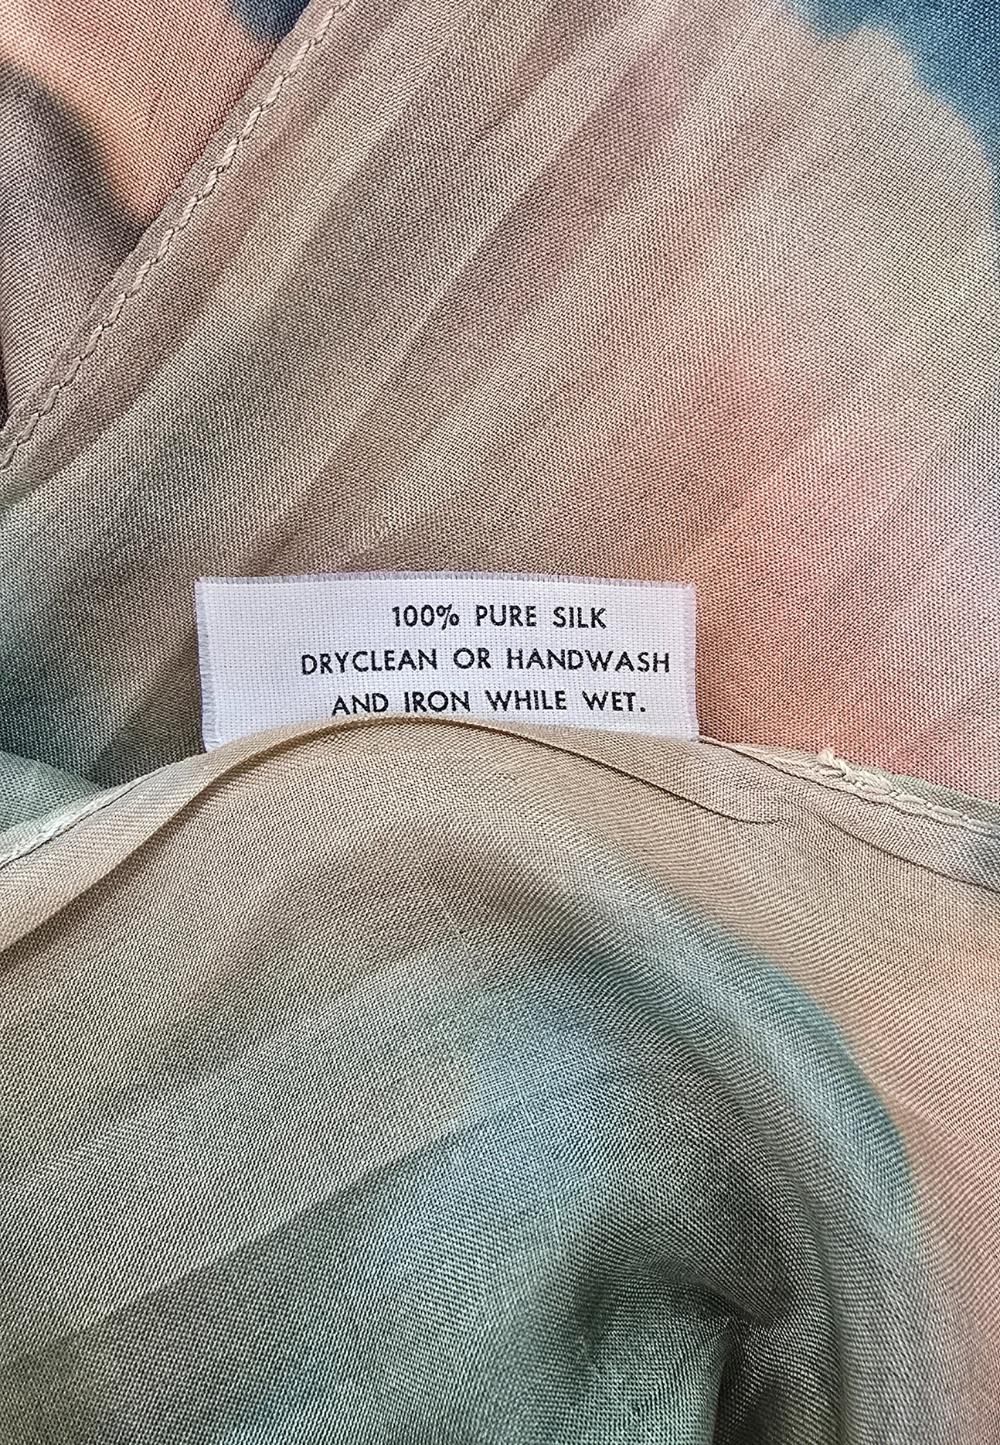 100% PURE SILK
DRYCLEAN OR HANDWASH
AND IRON WHILE WET.